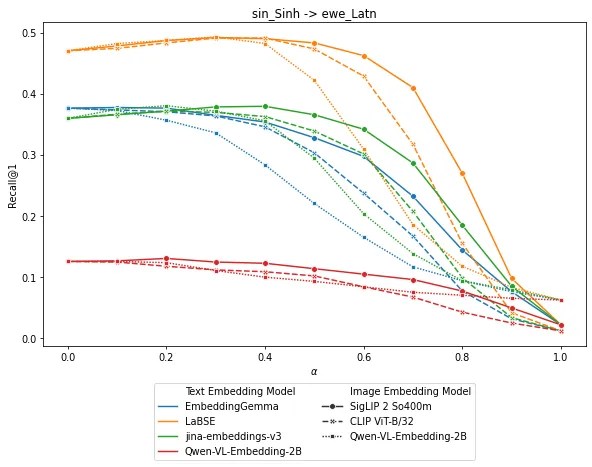 sin_Sinh -> ewe_Latn
0.5
0.4
0.3
0.2
0.1
0.0
Recall@1
0.0 0.2 0.4 0.6 0.8 1.0
α
Text Embedding Model
EmbeddingGemma
LaBSE
jina-embeddings-v3
Qwen-VL-Embedding-2B
Image Embedding Model
SigLIP 2 So400m
CLIP ViT-B/32
Qwen-VL-Embedding-2B